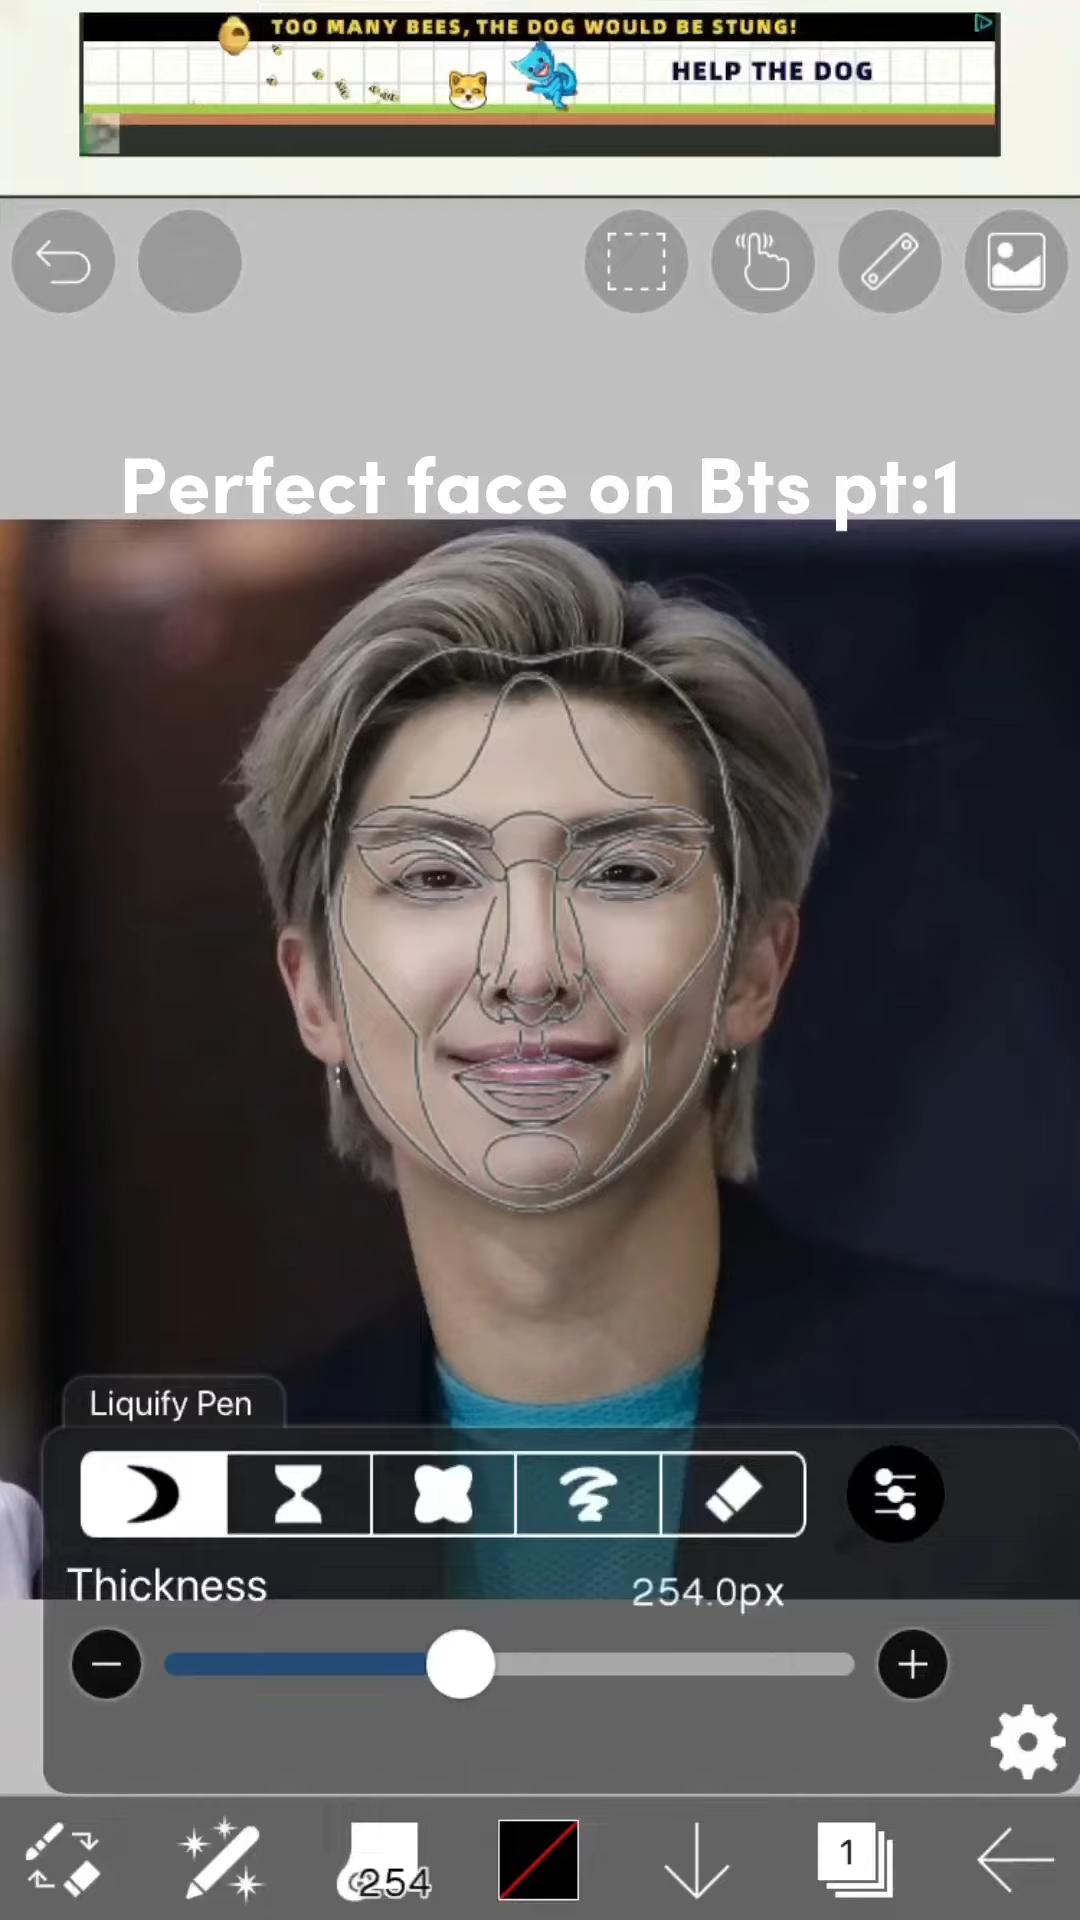 TOO MANY BEES, THE DOG WOULD BE STUNG!
HELP THE DOG
Perfect face on Bts pt:1
Liquify Pen
Thickness
254.0px
254
1